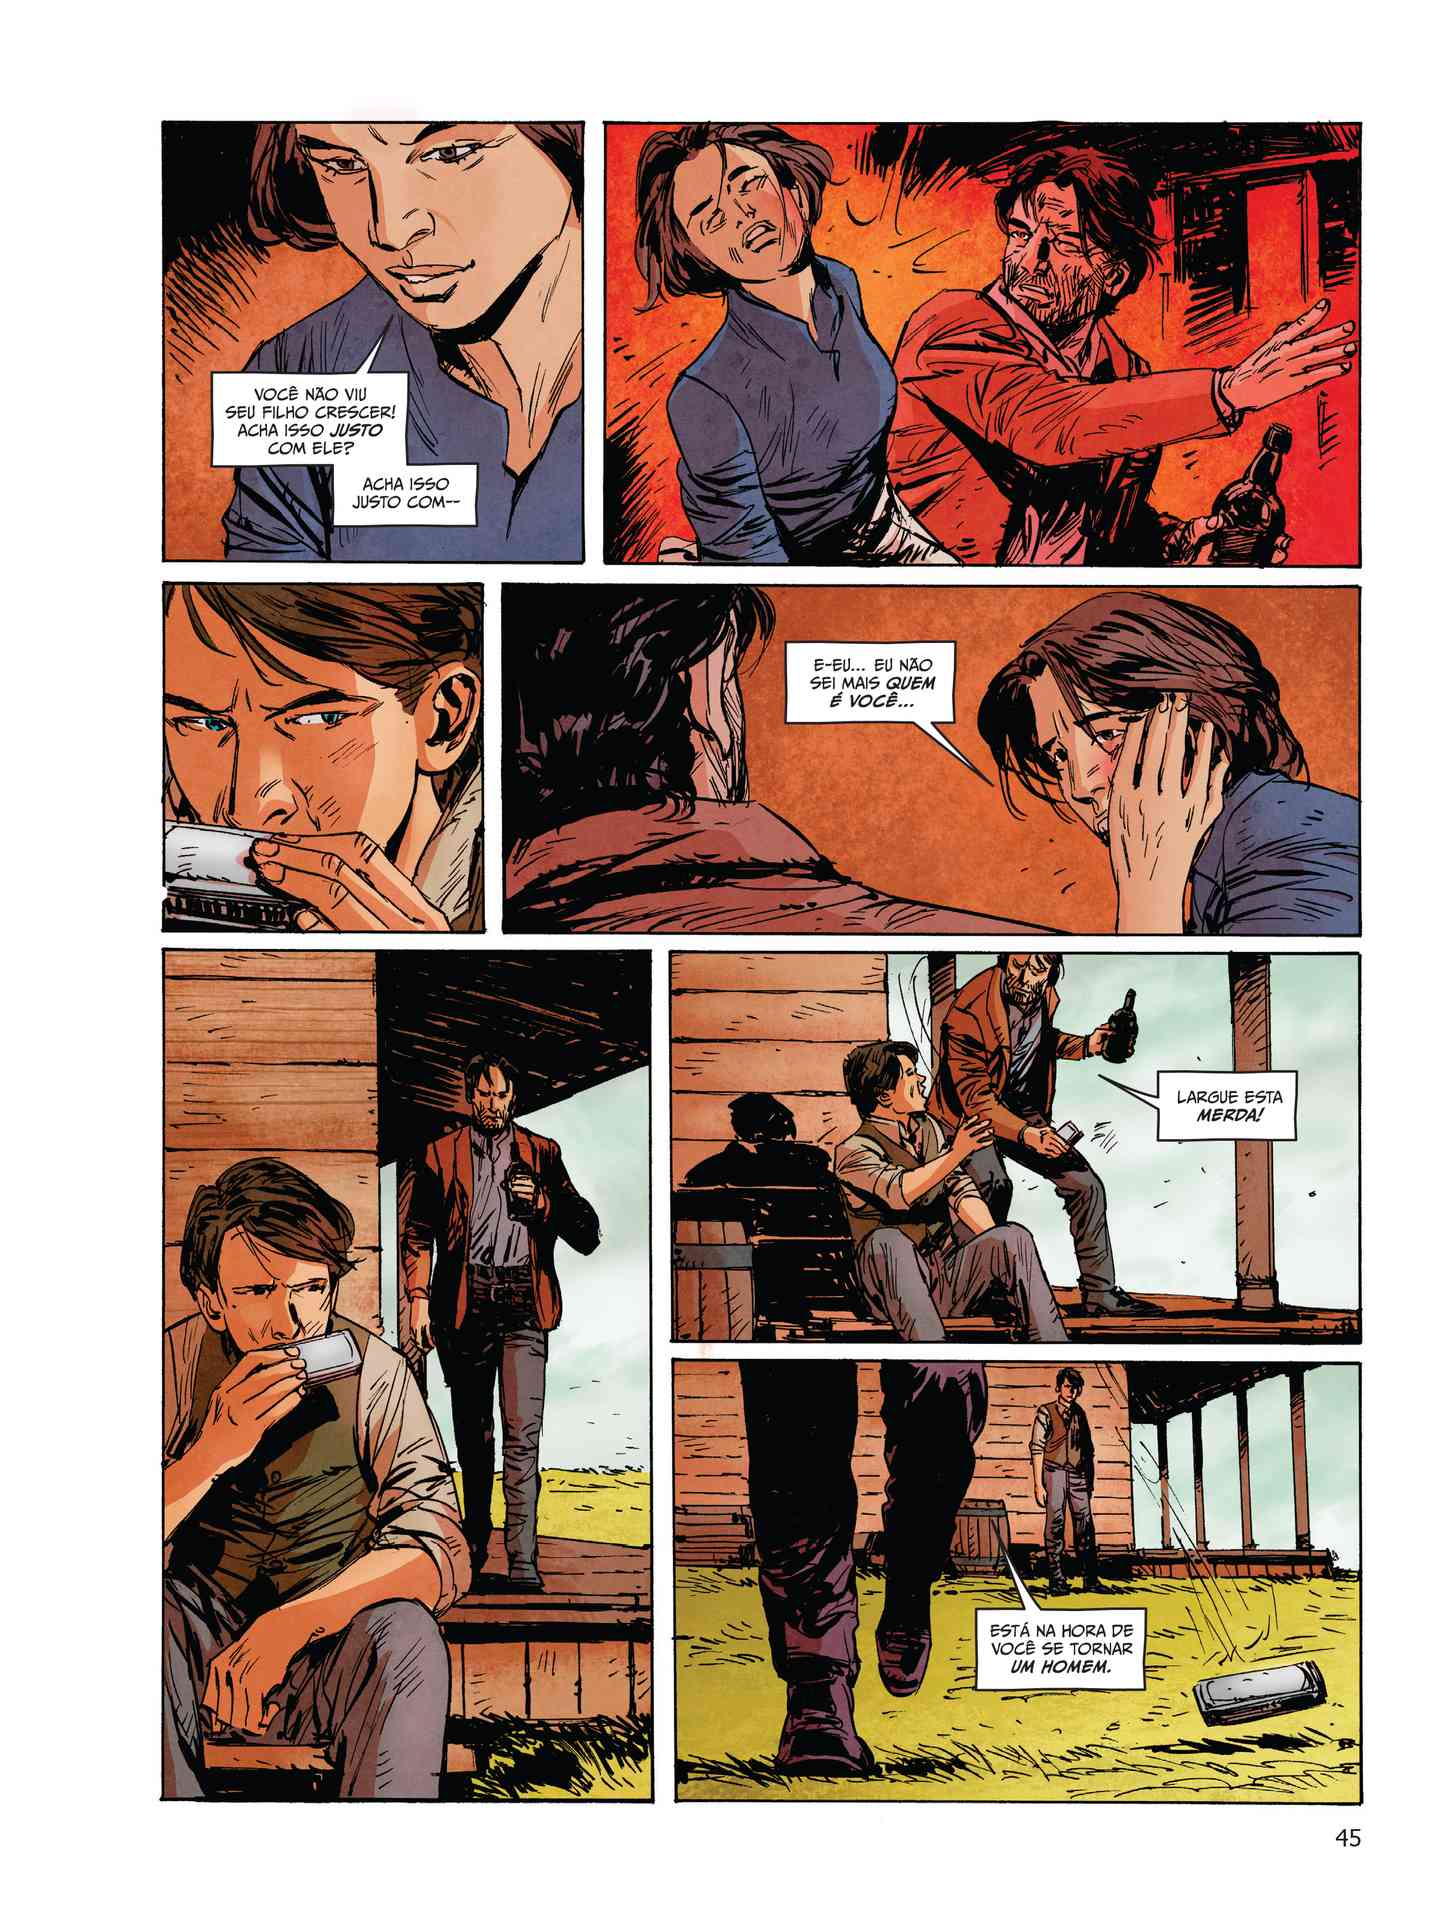 VOCÊ NÃO VIU
SEU FILHO CRESCER!
ACHA ISSO JUSTO
COM ELE?
ACHA ISSO
JUSTO COM--
E-EU... EU NÃO
SEI MAIS QUEM
É VOCÊ...
LARGUE ESTA
MERDA!
ESTÁ NA HORA DE
VOCÊ SE TORNAR
UM HOMEM.
45